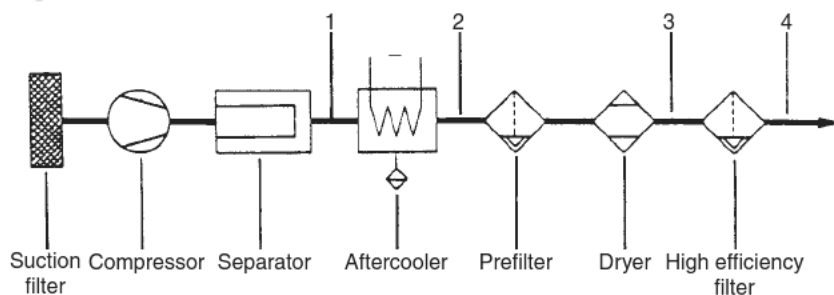 1
2
3
4
Suction
filter
Compressor
Separator
Aftercooler
Prefilter
Dryer
High efficiency
filter